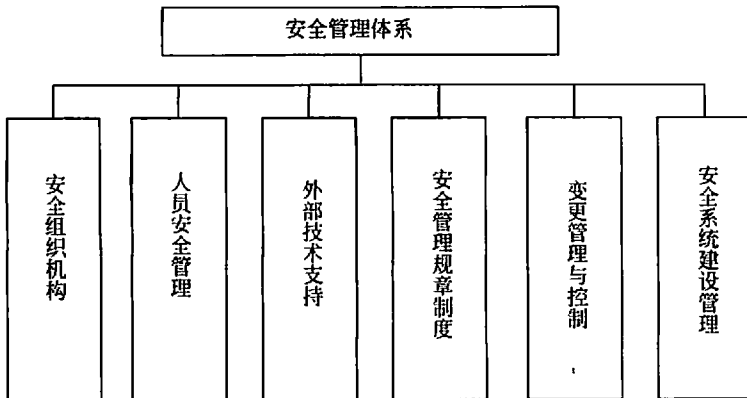 安全管理体系
安全组织机构
人员安全管理
外部技术支持
安全管理规章制度
变更管理与控制
安全系统建设管理